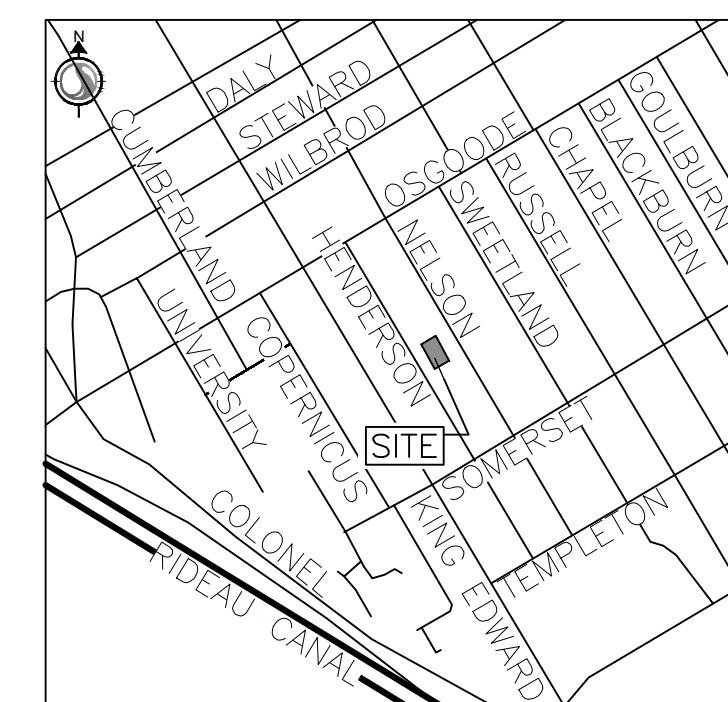 N
DALY
STEWARD
WILBROD
CUMBERLAND
OSGOODE
GOULBURN
BLACKBURN
CHAPEL
RUSSELL
SWEETLAND
NELSON
HENDERSON
UNIVERSITY
COPERNICUS
SITE
SOMERSET
KING EDWARD
TEMPLETON
COLONEL
RIDEAU CANAL